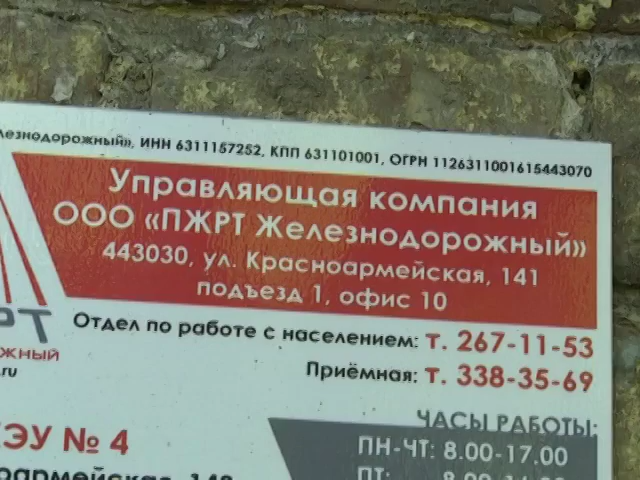 ИНН 6311157252, КПП 631101001, ОГРН 1126311001615443070
Управляющая компания
ООО «ПЖРТ Железнодорожный»
443030, ул. Красноармейская, 141
подъезд 1, офис 10
Отдел по работе с населением: т. 267-11-53
Приёмная: т. 338-35-69
.ru
ЧАСЫ РАБОТЫ:
ЭУ № 4
ПН-ЧТ: 8.00-17.00
ПТ: